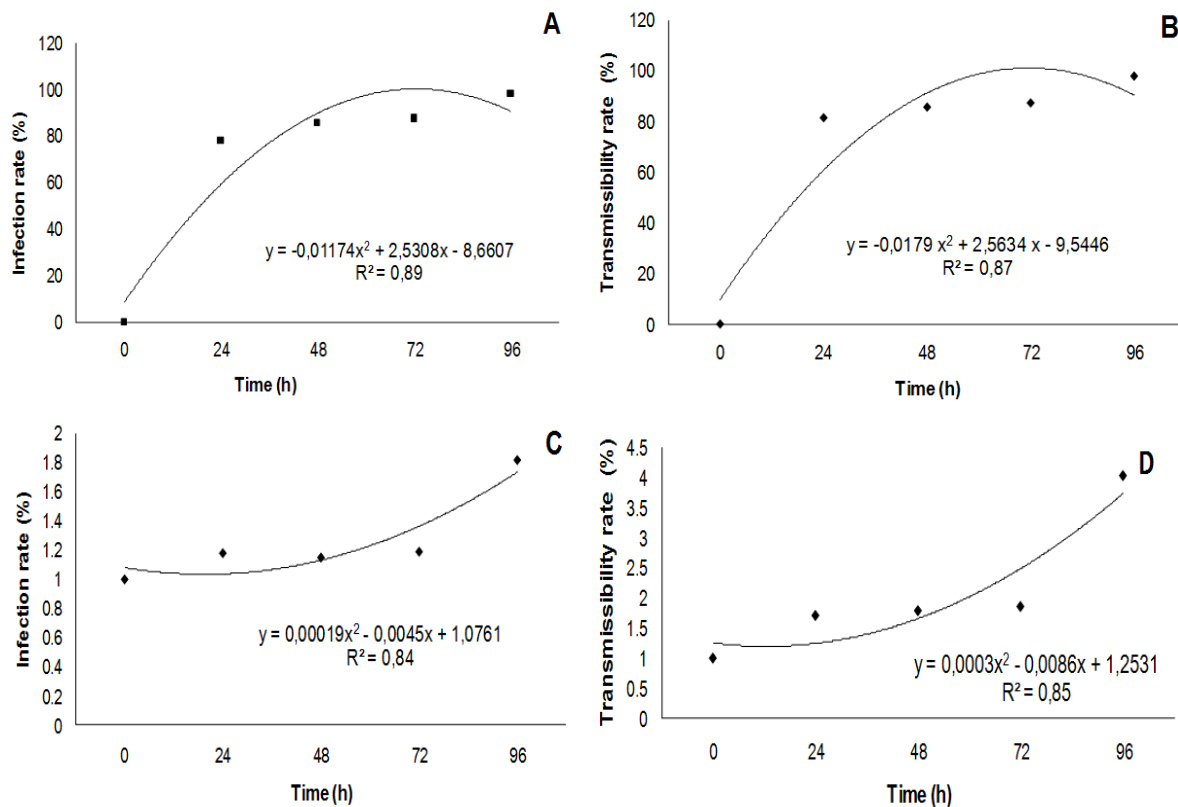 A
Infection rate (%)
120
100
80
60
40
20
0
y = -0,01174x² + 2,5308x - 8,6607
R² = 0,89
0 24 48 72 96
Time (h)
B
Transmissibility rate (%)
120
100
80
60
40
20
0
y = -0,0179 x² + 2,5634 x - 9,5446
R² = 0,87
0 24 48 72 96
Time (h)
C
Infection rate (%)
2
1.8
1.6
1.4
1.2
1
0.8
0.6
0.4
0.2
0
y = 0,00019x² - 0,0045x + 1,0761
R² = 0,84
0 24 48 72 96
Time (h)
D
Transmissibility rate (%)
4.5
4
3.5
3
2.5
2
1.5
1
0.5
0
y = 0,0003x² - 0,0086x + 1,2531
R² = 0,85
0 24 48 72 96
Time (h)